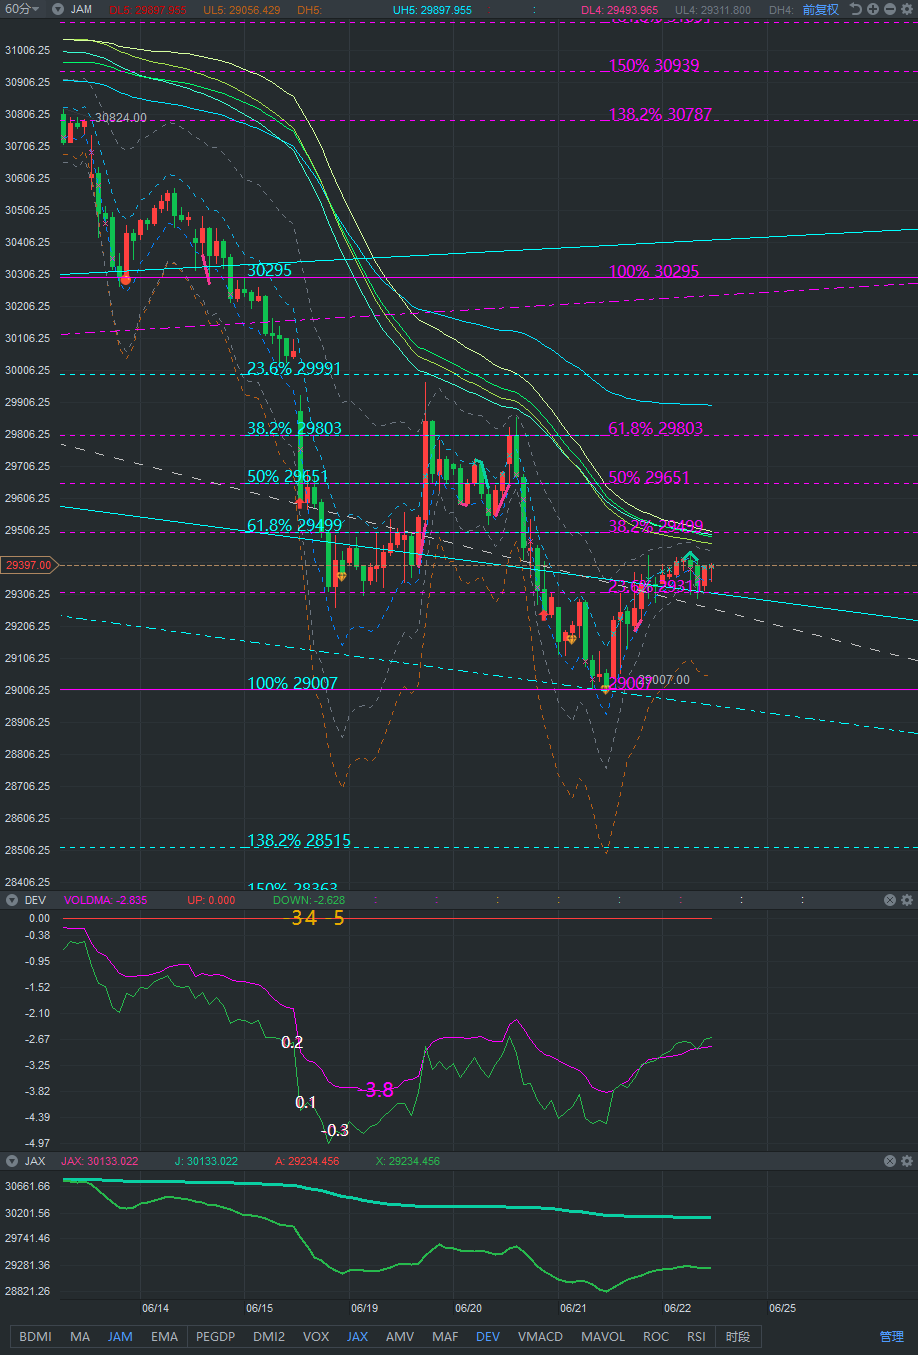 60分 JAM DL6: 29697.955 UL6: 29056.429 DH5: UH5: 29897.955 : DL4: 29493.965 UL4: 29311.800 DH4: 前复权
31006.25
150% 30939
30906.25
30806.25 30824.00 138.2% 30787
30706.25
30606.25
30506.25
30406.25
30306.25 30295 100% 30295
30206.25
30106.25
30006.25 23.6% 29991
29906.25
29806.25 38.2% 29803 61.8% 29803
29706.25
50% 29651 50% 29651
29606.25
29506.25 61.8% 29499 38.2% 29499
29397.00
29306.25
29206.25
29106.25
29006.25 100% 29007 29007 29007.00
28906.25
28806.25
28706.25
28606.25
28506.25 138.2% 28515
28406.25 150% 28363
DEV VOLDMA: -2.835 UP: 0.000 DOWN: -2.628 : : : : : : : :
0.00 -34 -5
-0.38
-0.95
-1.52
-2.10
-2.67 0.2
-3.25
-3.82 -3.8
0.1
-4.39
-0.3
-4.97
JAX JAX: 30133.022 J: 30133.022 A: 29234.456 X: 29234.456
30661.66
30201.56
29741.46
29281.36
28821.26
06/14 06/15 06/19 06/20 06/21 06/22 06/25
BDMI MA JAM EMA PEGDP DMI2 VOX JAX AMV MAF DEV VMACD MAVOL ROC RSI 时段 管理